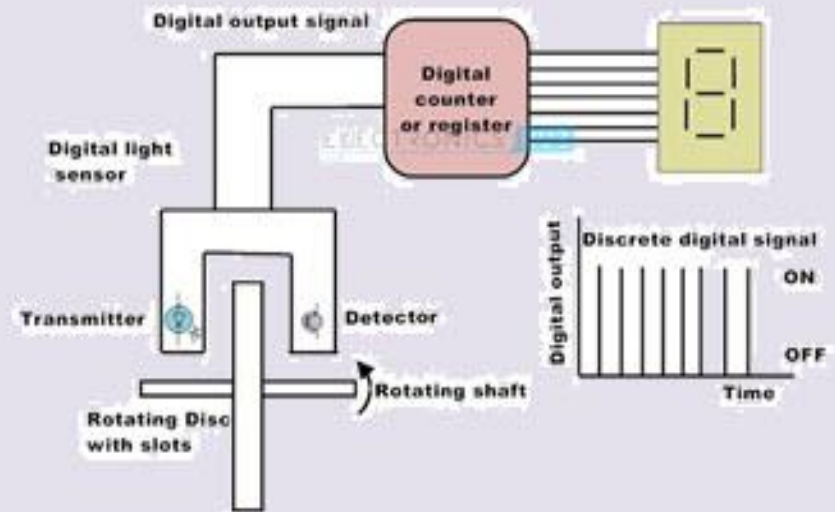 Digital output signal
Digital
counter
or register
ELECTRONICS
Digital light
sensor
Discrete digital signal
Digital output
ON
OFF
Time
Transmitter
Detector
Rotating shaft
Rotating Disc
with slots